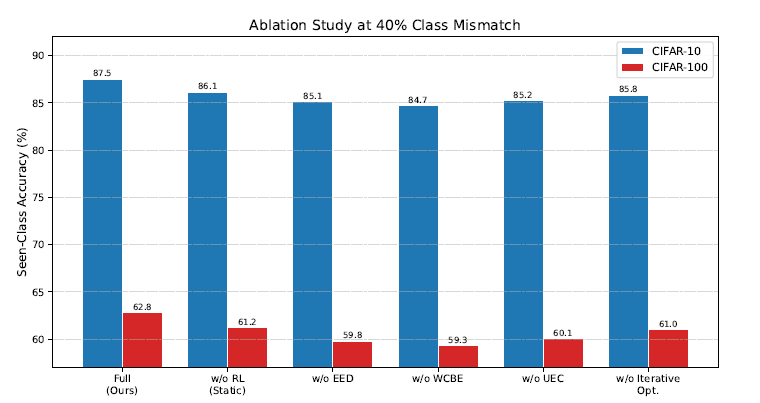 Ablation Study at 40% Class Mismatch
CIFAR-10
CIFAR-100
Seen-Class Accuracy (%)
90
85
80
75
70
65
60
87.5
86.1
85.1
84.7
85.2
85.8
62.8
61.2
59.8
59.3
60.1
61.0
Full
(Ours)
w/o RL
(Static)
w/o EED
w/o WCBE
w/o UEC
w/o Iterative
Opt.